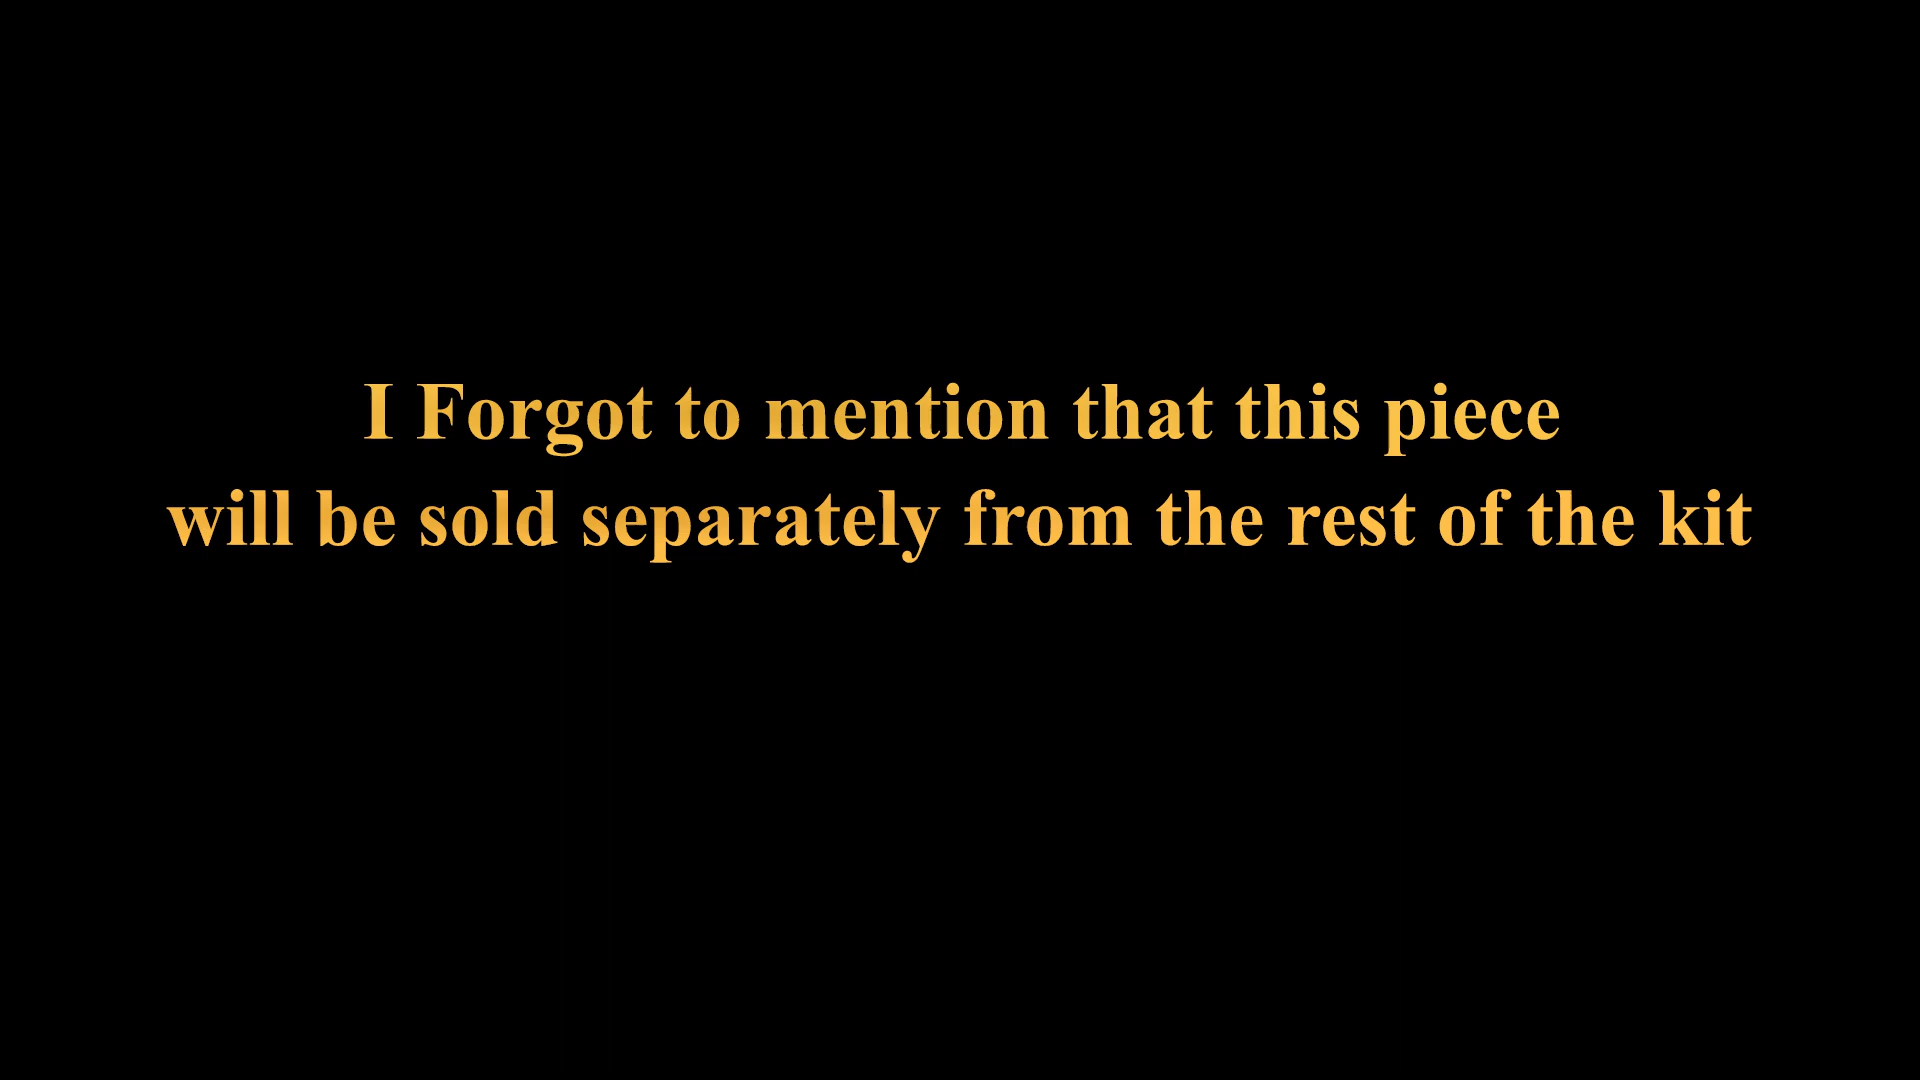 I Forgot to mention that this piece
will be sold separately from the rest of the kit